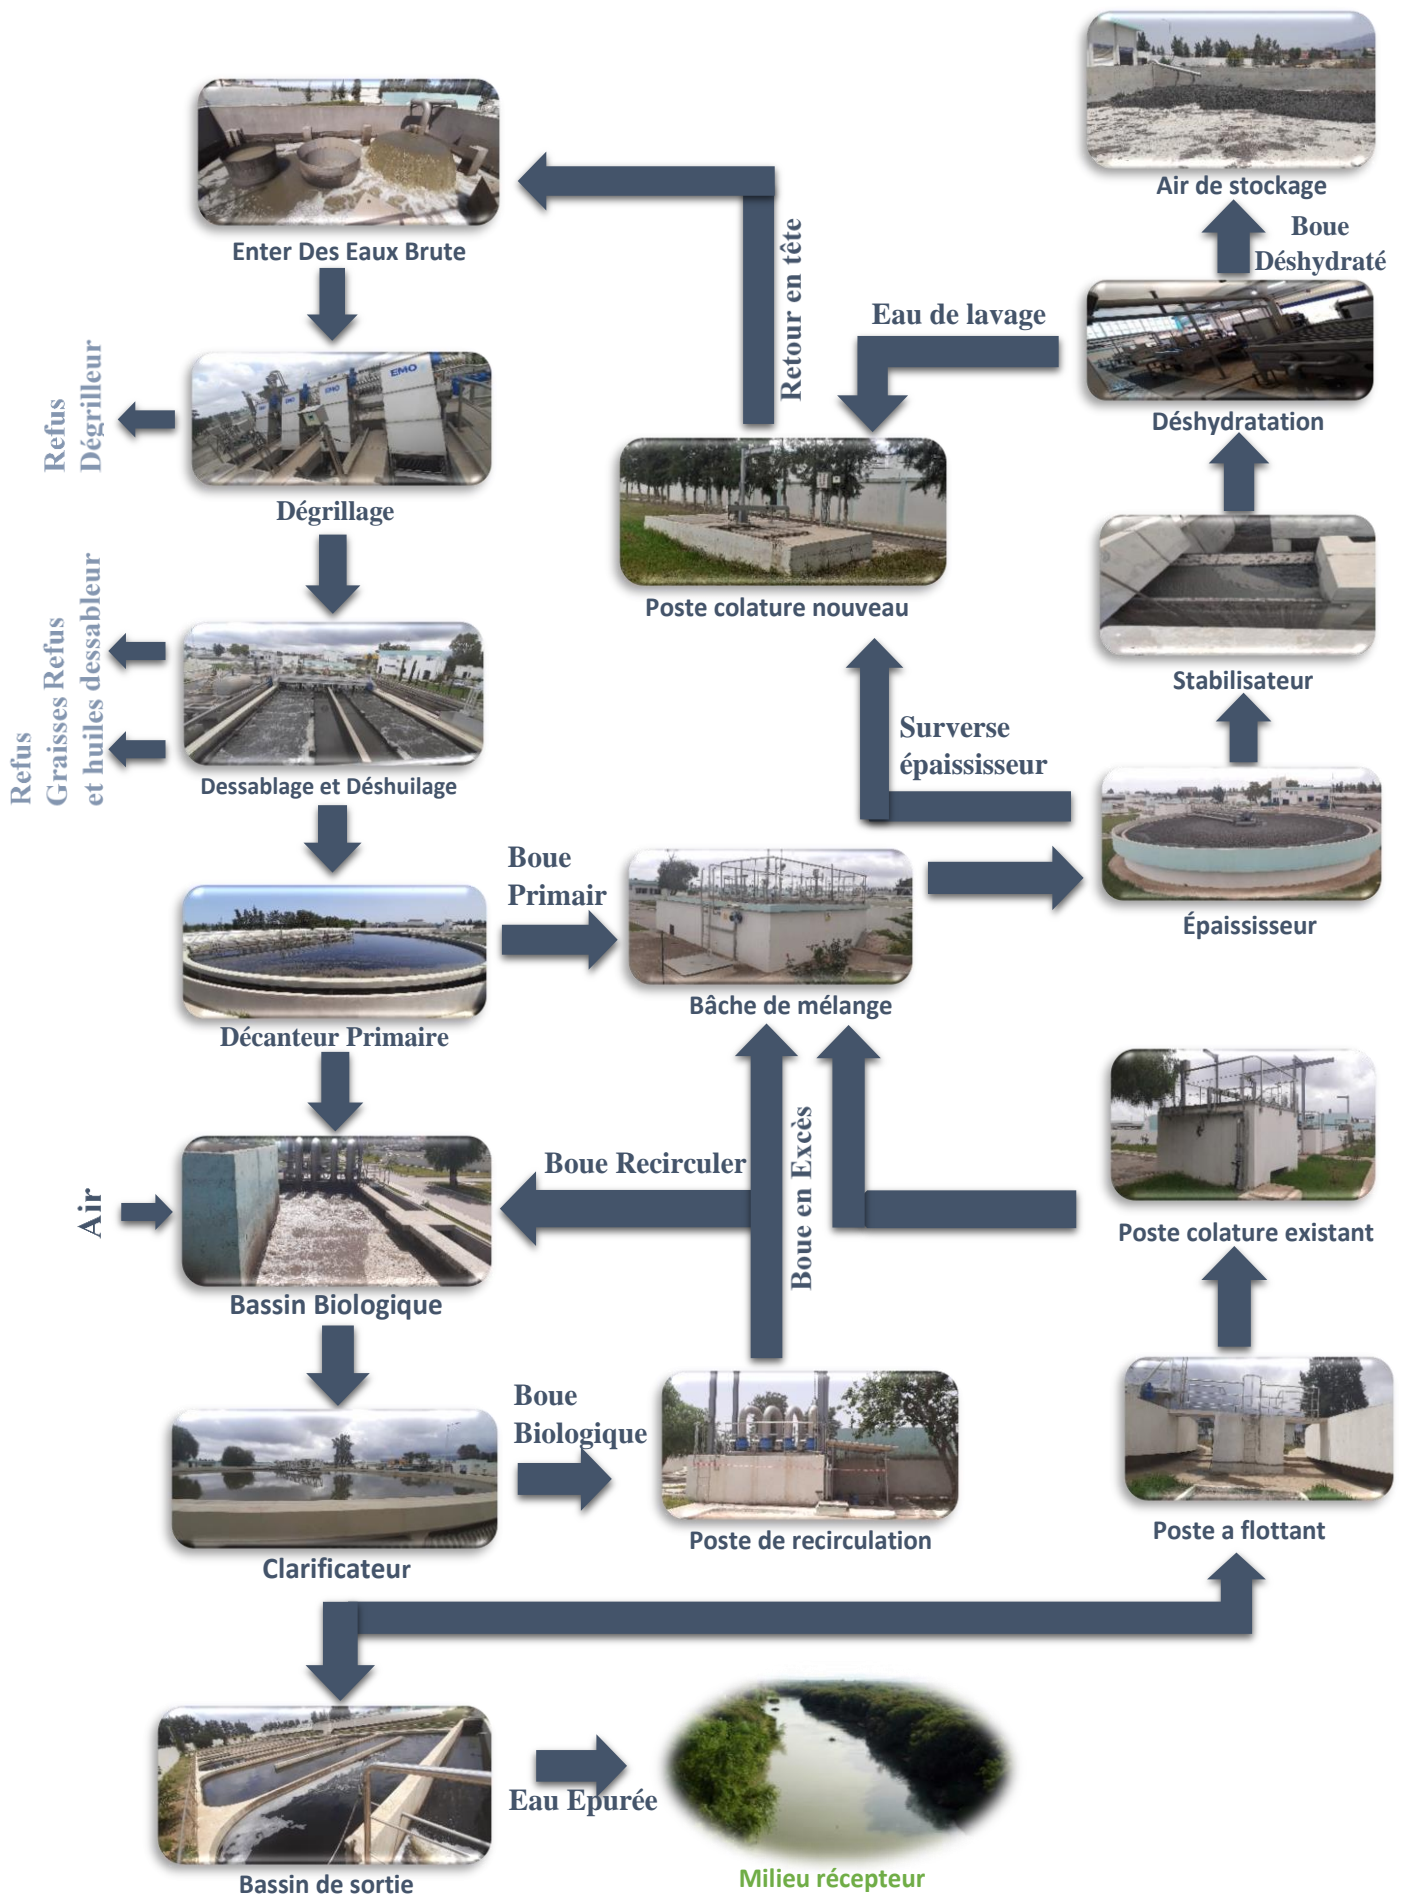 Air de stockage
Boue
Déshydraté
Enter Des Eaux Brute
Retour en tête
Eau de lavage
Déshydratation
EMO
EMO
EMO
Refus
Dégrilleur
Dégrillage
Poste colature nouveau
Stabilisateur
Refus
Graisses Refus
et huiles dessableur
Dessablage et Déshuilage
Surverse
épaississeur
Épaississeur
Boue
Primair
Bâche de mélange
Décanteur Primaire
Boue Recirculer
Boue en Excès
Air
Poste colature existant
Bassin Biologique
Boue
Biologique
Poste de recirculation
Poste a flottant
Clarificateur
Eau Epurée
Bassin de sortie
Milieu récepteur